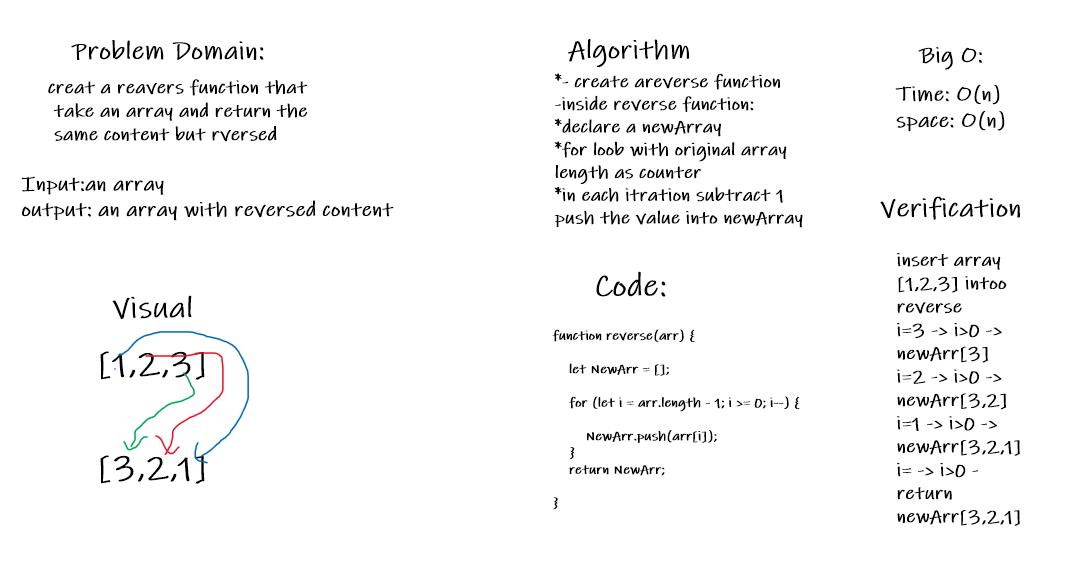 Problem Domain:
creat a reavers function that
take an array and return the
same content but rversed
Input:an array
output: an array with reversed content
Visual
[1,2,3]
[3,2,1]
Algorithm
*- create areverse function
-inside reverse function:
*declare a newArray
*for loob with original array
length as counter
*in each itration subtract 1
push the value into newArray
Code:
function reverse(arr) {
let NewArr = [];
for (let i = arr.length - 1; i >= 0; i--) {
NewArr.push(arr[i]);
}
return NewArr;
}
Big O:
Time: O(n)
space: O(n)
Verification
insert array
[1,2,3] intoo
reverse
i=3 -> i>0 ->
newArr[3]
i=2 -> i>0 ->
newArr[3,2]
i=1 -> i>0 ->
newArr[3,2,1]
i= -> i>0 -
return
newArr[3,2,1]